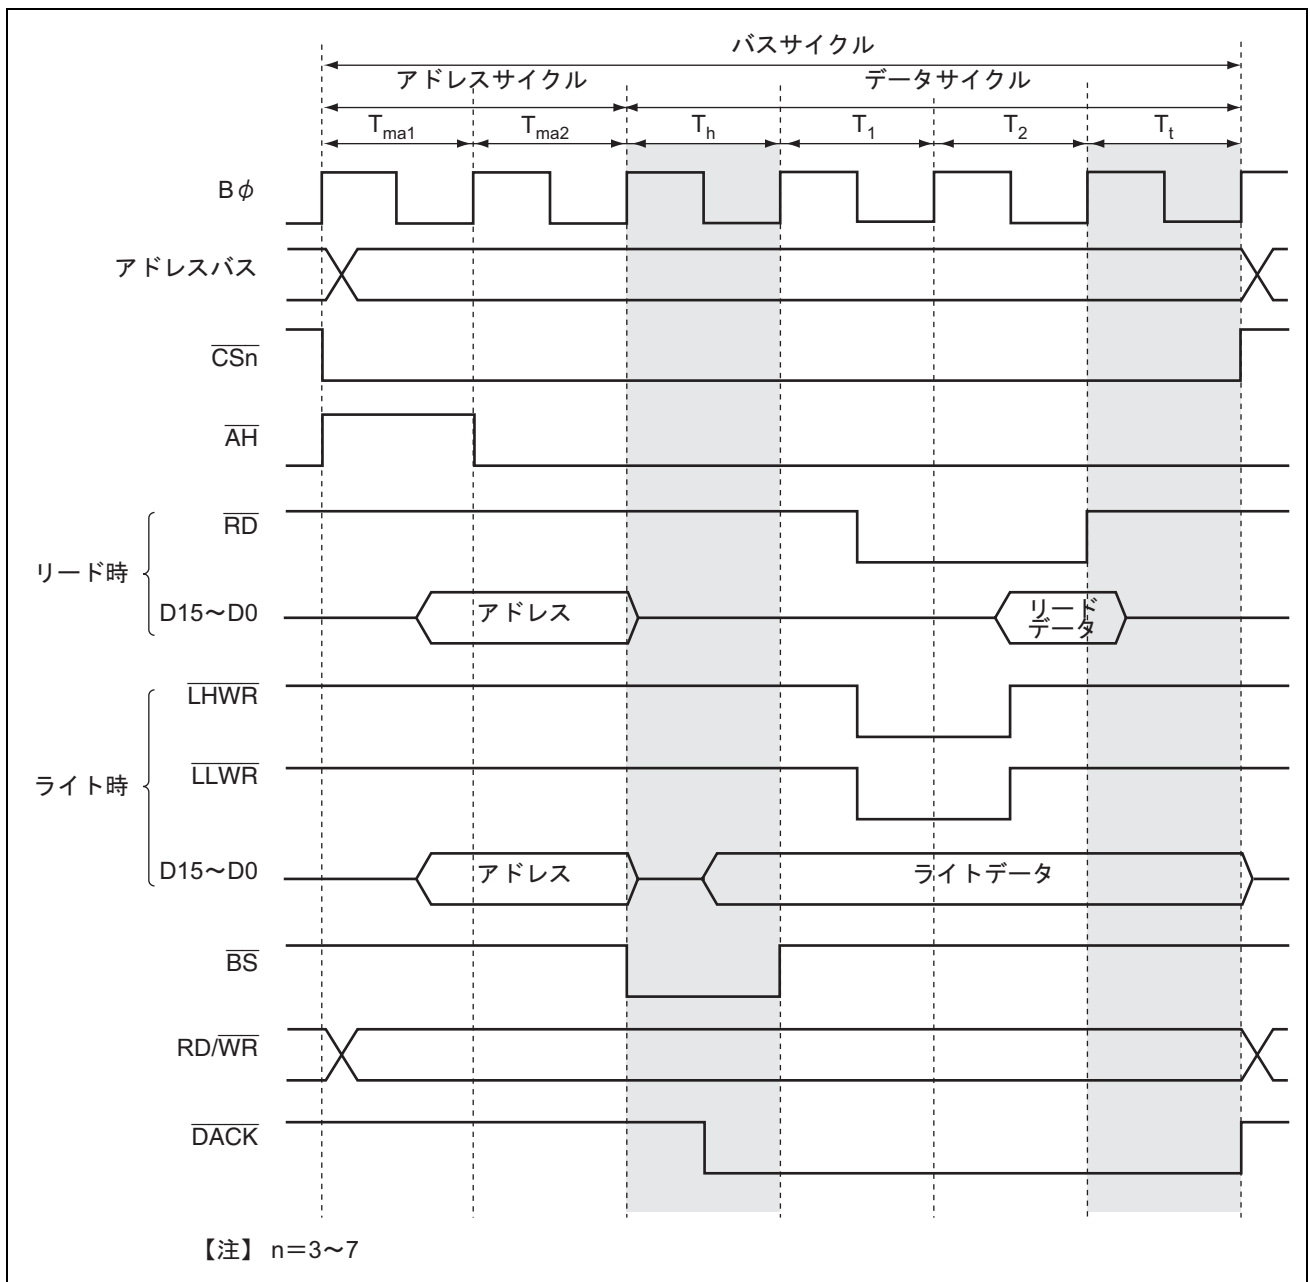 バスサイクル
アドレスサイクル データサイクル
Tma1 Tma2 Th T1 T2 Tt
Bφ
アドレスバス
CSn
AH
RD
リード時
D15〜D0 アドレス リード
データ
LHWR
LLWR
ライト時
D15〜D0 アドレス ライトデータ
BS
RD/WR
DACK
【注】 n＝3〜7